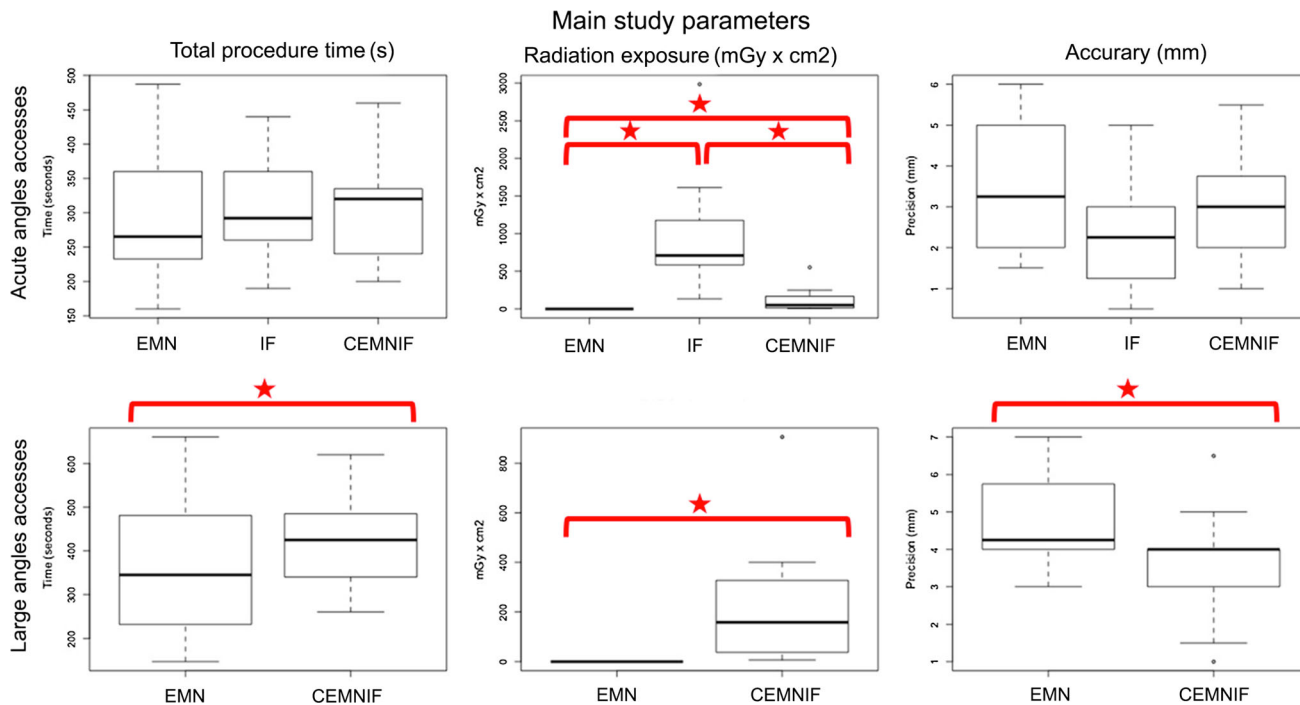 Main study parameters
Total procedure time (s)
Radiation exposure (mGy x cm2)
Accurary (mm)
Acute angles accesses
Time (seconds)
500
450
400
350
300
250
200
150
EMN
IF
CEMNIF
mGy x cm2
3000
2500
2000
1500
1000
500
0
EMN
IF
CEMNIF
Precision (mm)
6
5
4
3
2
1
EMN
IF
CEMNIF
Large angles accesses
Time (seconds)
600
500
400
300
200
EMN
CEMNIF
mGy x cm2
800
600
400
200
0
EMN
CEMNIF
Precision (mm)
7
6
5
4
3
2
1
EMN
CEMNIF